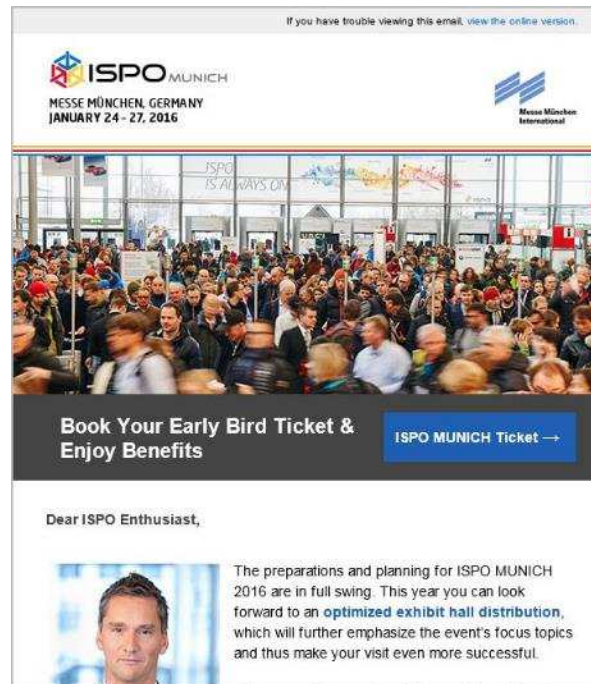 If you have trouble viewing this email, view the online version.
ISPO MUNICH
MESSE MÜNCHEN, GERMANY
JANUARY 24 - 27, 2016
Messe München
International
ISPO
IS ALWAYS ON
Book Your Early Bird Ticket &
Enjoy Benefits
ISPO MUNICH Ticket →
Dear ISPO Enthusiast,
The preparations and planning for ISPO MUNICH
2016 are in full swing. This year you can look
forward to an optimized exhibit hall distribution,
which will further emphasize the event's focus topics
and thus make your visit even more successful.